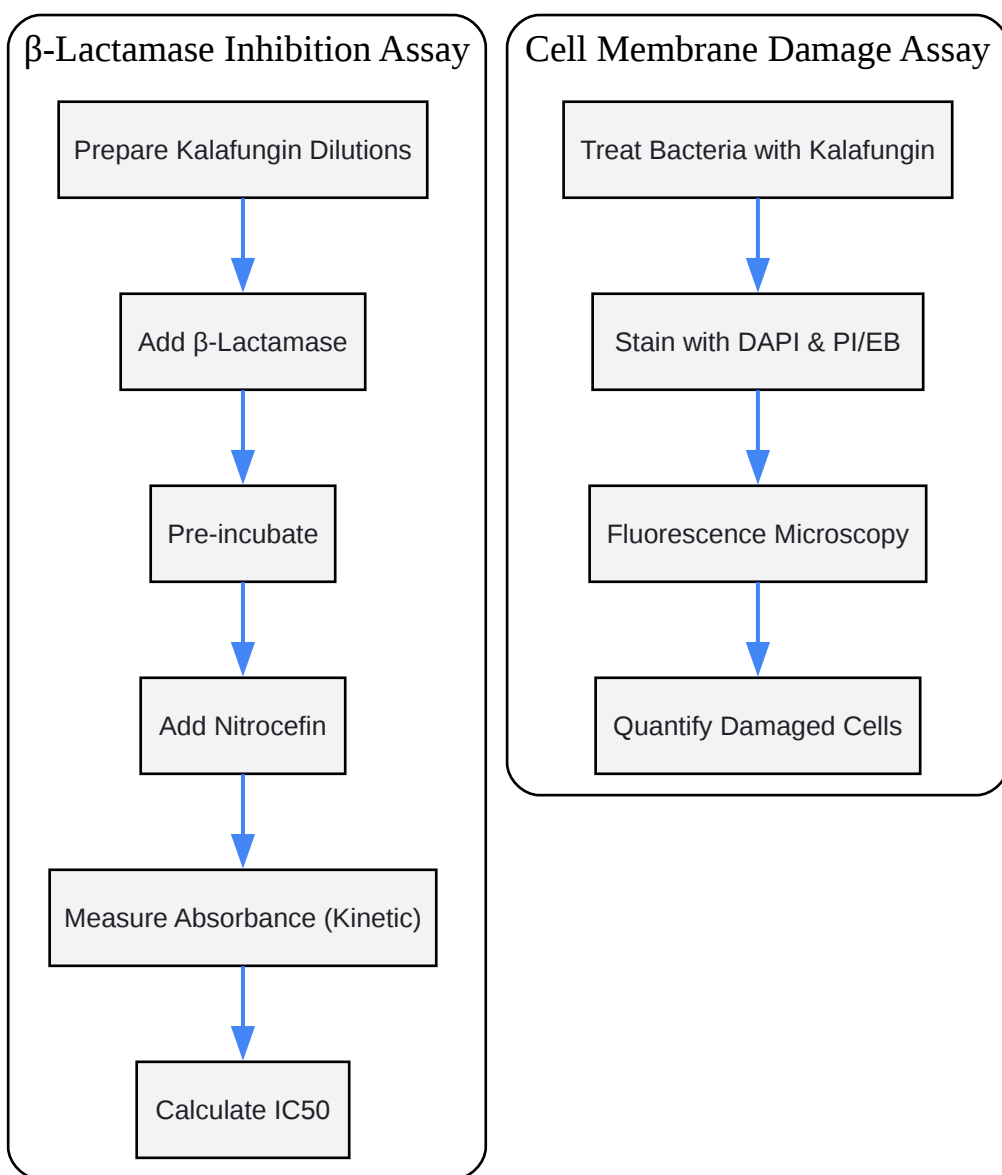 β-Lactamase Inhibition Assay
Prepare Kalafungin Dilutions
Add β-Lactamase
Pre-incubate
Add Nitrocefin
Measure Absorbance (Kinetic)
Calculate IC50
Cell Membrane Damage Assay
Treat Bacteria with Kalafungin
Stain with DAPI & PI/EB
Fluorescence Microscopy
Quantify Damaged Cells